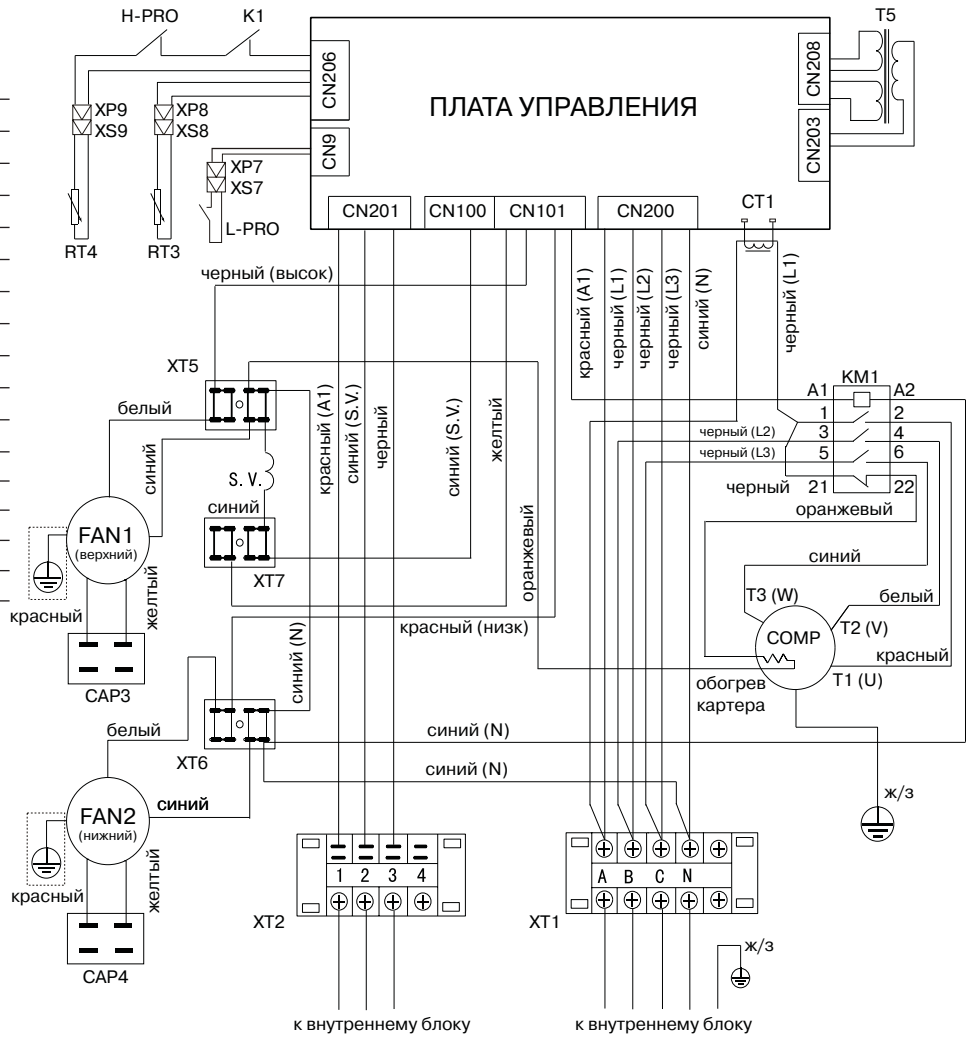 H-PRO
K1
T5
CN206
CN208
ПЛАТА УПРАВЛЕНИЯ
XP9
XS9
XP8
XS8
CN9
CN203
XP7
XS7
L-PRO
RT4
RT3
CN201
CN100
CN101
CN200
CT1
черный (высок)
красный (A1)
черный (L1)
черный (L2)
черный (L3)
синий (N)
черный (L1)
XT5
белый
синий
S.V.
синий
красный (A1)
синий (S.V.)
черный
синий (S.V.)
желтый
оранжевый
KM1
A1
A2
1
2
черный (L2)
3
4
черный (L3)
5
6
черный
21
22
оранжевый
FAN1
(верхний)
XT7
красный
желтый
CAP3
синий (N)
красный (низк)
синий
T3 (W)
белый
T2 (V)
COMP
красный
T1 (U)
обогрев
картера
белый
XT6
синий (N)
синий (N)
FAN2
(нижний)
синий
красный
желтый
CAP4
ж/з
1 2 3 4
XT2
A B C N
XT1
ж/з
к внутреннему блоку
к внутреннему блоку